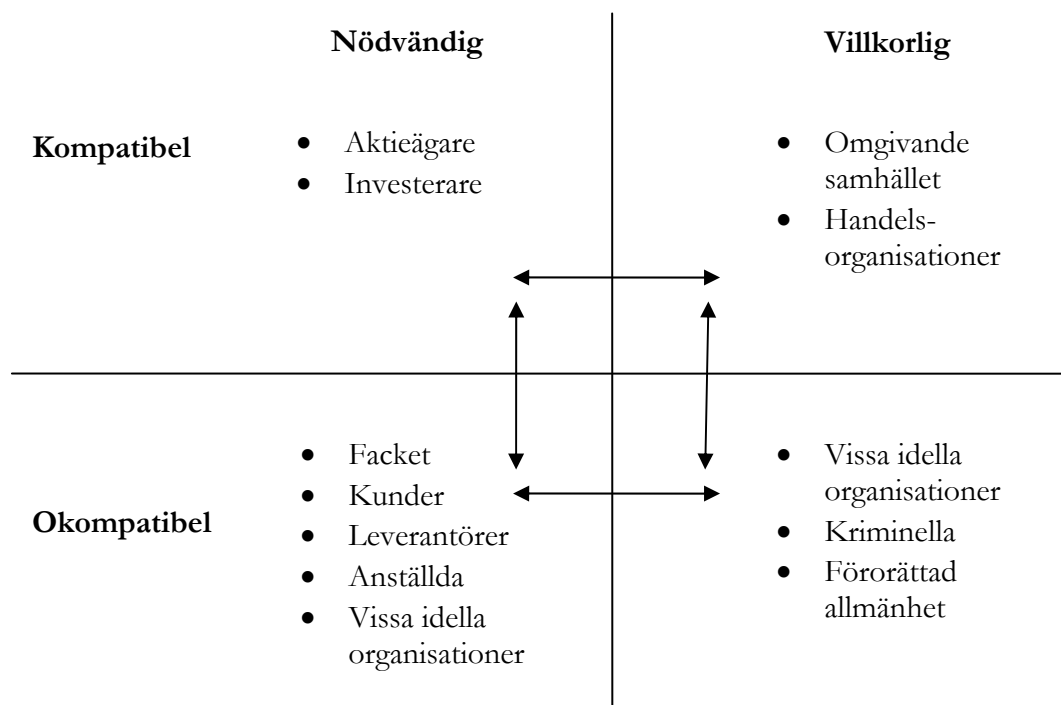 Nödvändig
Villkorlig
Kompatibel
• Aktieägare
• Investerare
• Omgivande
samhället
• Handels-
organisationer
Okompatibel
• Facket
• Kunder
• Leverantörer
• Anställda
• Vissa idella
organisationer
• Vissa idella
organisationer
• Kriminella
• Förorättad
allmänhet